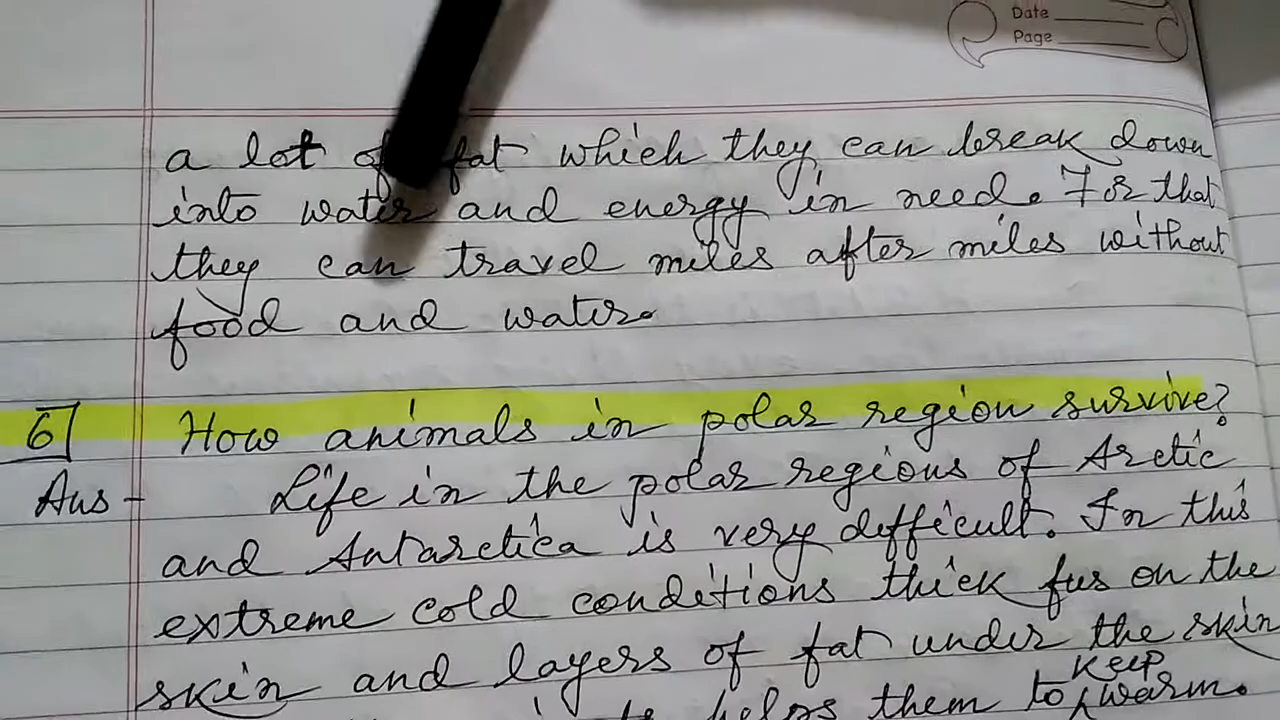 Date
Page
a lot of fat which they can break down
into water and energy in need. For that
they can travel miles after miles without
food and water.
6 How animals in polar region survive?
Ans - Life in the polar regions of Arctic
and Antarctica is very difficult. In this
extreme cold conditions thick fur on the
skin and layers of fat under the skin
keep
helps them to warm.